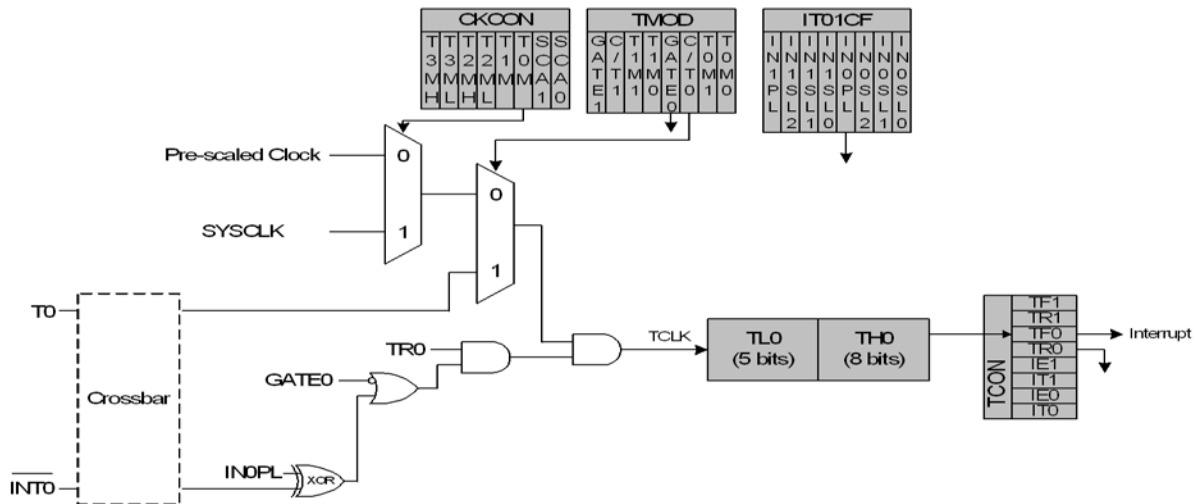 CKCON
T3MH T3ML T2MH T2ML T1M T0M SCA1 SCA0
TMOD
GATE1 C/T1 T1M1 T1M0 GATE0 C/T0 T0M1 T0M0
IT01CF
IN1PL IN1SL2 IN1SL1 IN1SL0 IN0PL IN0SL2 IN0SL1 IN0SL0
Pre-scaled Clock
0
SYSCLK
1
0
1
T0
Crossbar
INT0
TR0
GATE0
IN0PL
XOR
TCLK
TL0
(5 bits)
TH0
(8 bits)
TCON
TF1
TR1
TF0
TR0
IE1
IT1
IE0
IT0
Interrupt